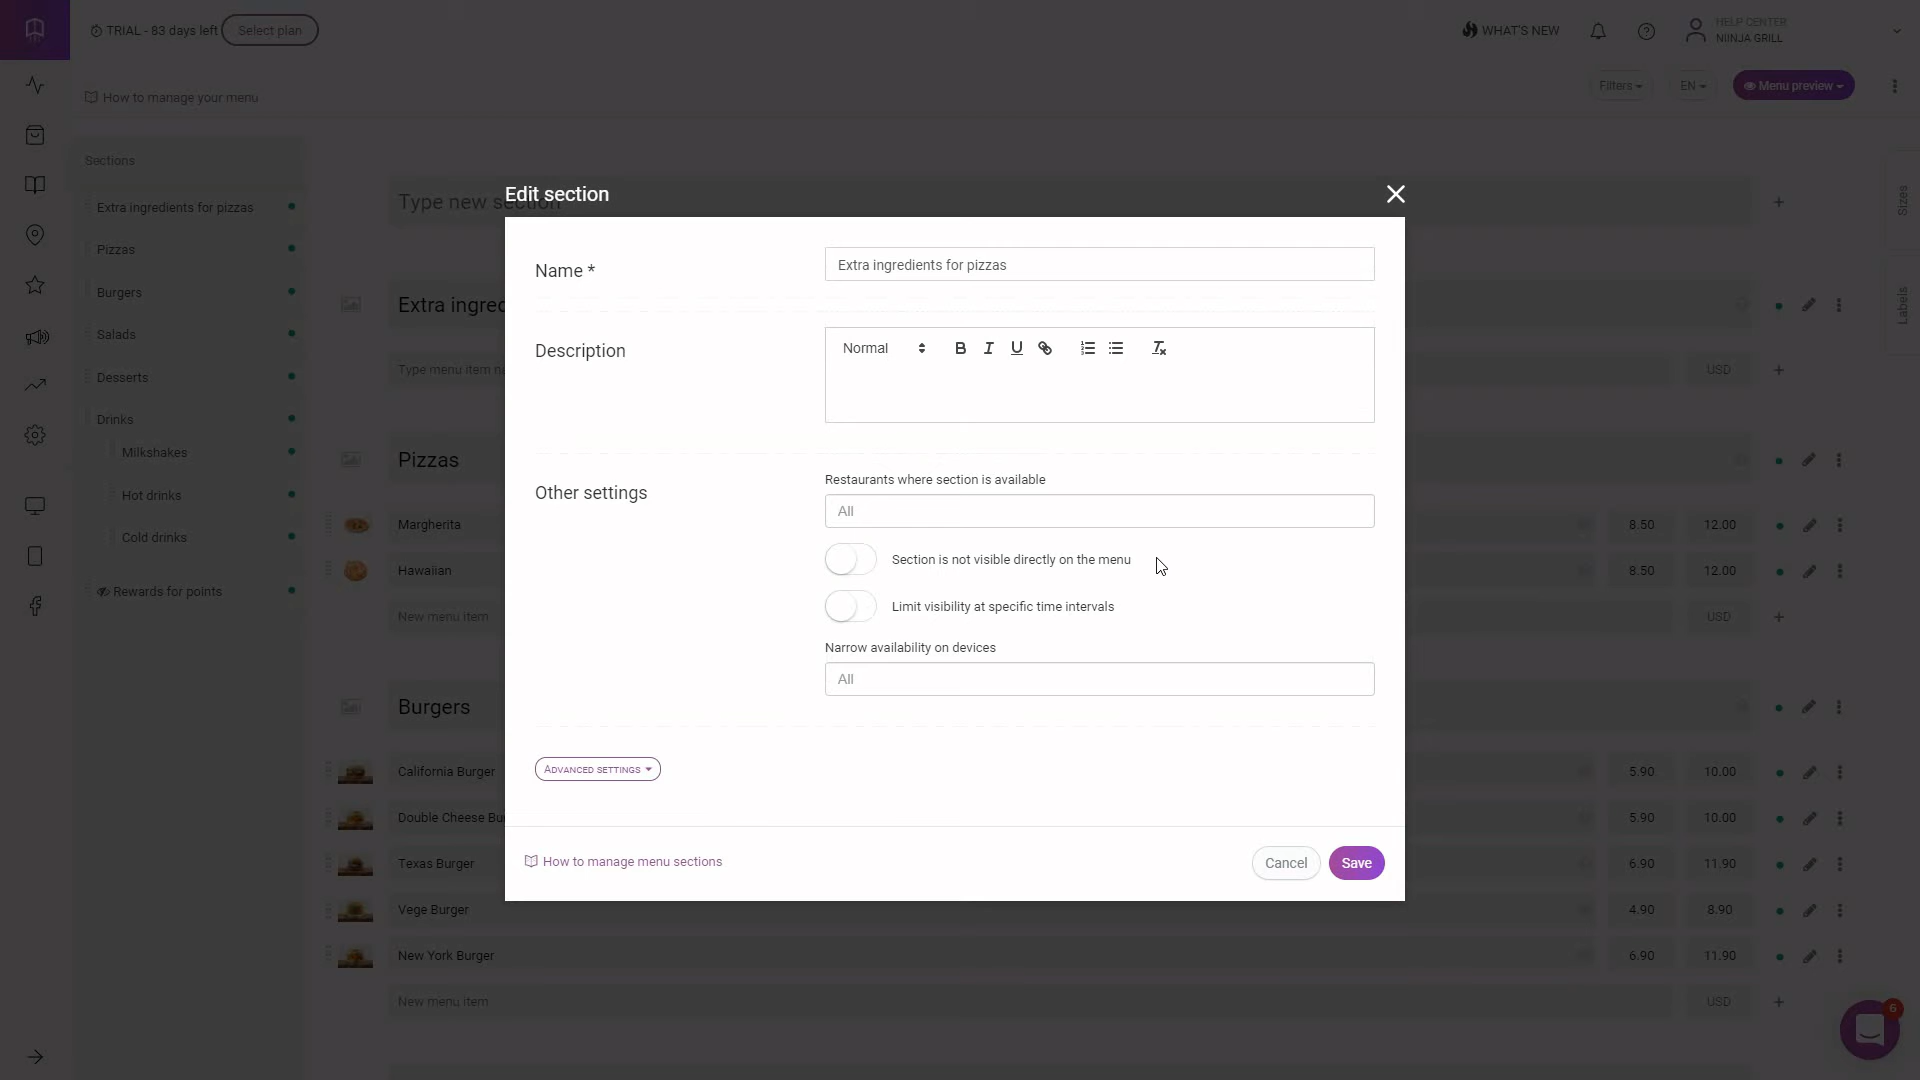 TRIAL - 83 days left Select plan
WHAT'S NEW
HELP CENTER
NIINJA GRILL
How to manage your menu
Filters EN Menu preview
Sections
Extra ingredients for pizzas
Pizzas
Burgers
Salads
Desserts
Drinks
Milkshakes
Hot drinks
Cold drinks
Rewards for points
Type new section
Extra ingred
Type menu item na
USD
Pizzas
Margherita 8.50 12.00
Hawaiian 8.50 12.00
New menu item USD
Burgers
California Burger 5.90 10.00
Double Cheese Bu 5.90 10.00
Texas Burger 6.90 11.90
Vege Burger 4.90 8.90
New York Burger 6.90 11.90
New menu item USD
Sizes
Labels
Edit section
Name * Extra ingredients for pizzas
Description
Normal B I U
Other settings
Restaurants where section is available
All
Section is not visible directly on the menu
Limit visibility at specific time intervals
Narrow availability on devices
All
ADVANCED SETTINGS
How to manage menu sections
Cancel Save
6